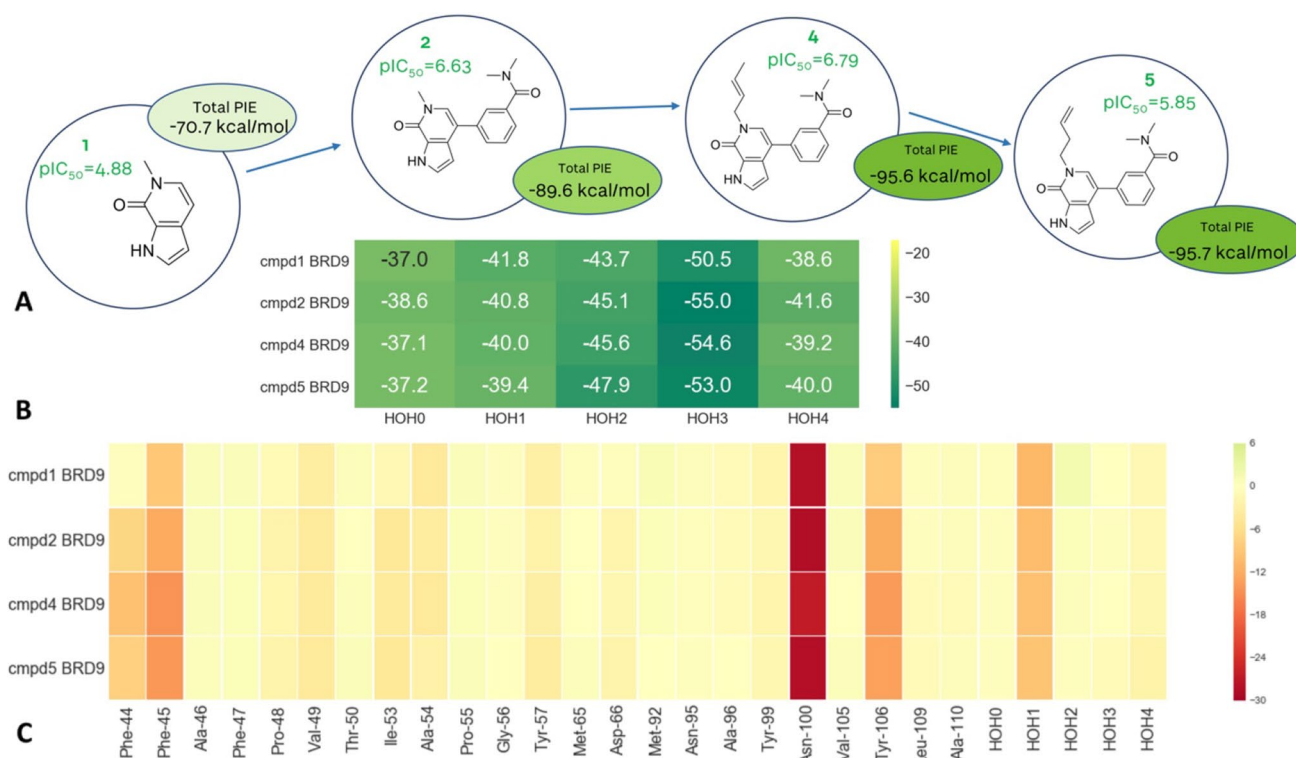 1
pIC50=4.88
N
O
HN
Total PIE
-70.7 kcal/mol
2
pIC50=6.63
N
O
N
O
HN
Total PIE
-89.6 kcal/mol
4
pIC50=6.79
N
O
N
O
HN
Total PIE
-95.6 kcal/mol
5
pIC50=5.85
N
O
N
O
HN
Total PIE
-95.7 kcal/mol
A
cmpd1 BRD9 -37.0 -41.8 -43.7 -50.5 -38.6
cmpd2 BRD9 -38.6 -40.8 -45.1 -55.0 -41.6
cmpd4 BRD9 -37.1 -40.0 -45.6 -54.6 -39.2
cmpd5 BRD9 -37.2 -39.4 -47.9 -53.0 -40.0
HOH0 HOH1 HOH2 HOH3 HOH4
−20
−30
−40
−50
B
cmpd1 BRD9
cmpd2 BRD9
cmpd4 BRD9
cmpd5 BRD9
6
0
−6
−12
−18
−24
−30
C
Phe-44
Phe-45
Ala-46
Phe-47
Pro-48
Val-49
Thr-50
Ile-53
Ala-54
Pro-55
Gly-56
Tyr-57
Met-65
Asp-66
Met-92
Asn-95
Ala-96
Tyr-99
Asn-100
Val-105
Tyr-106
Leu-109
Ala-110
HOH0
HOH1
HOH2
HOH3
HOH4